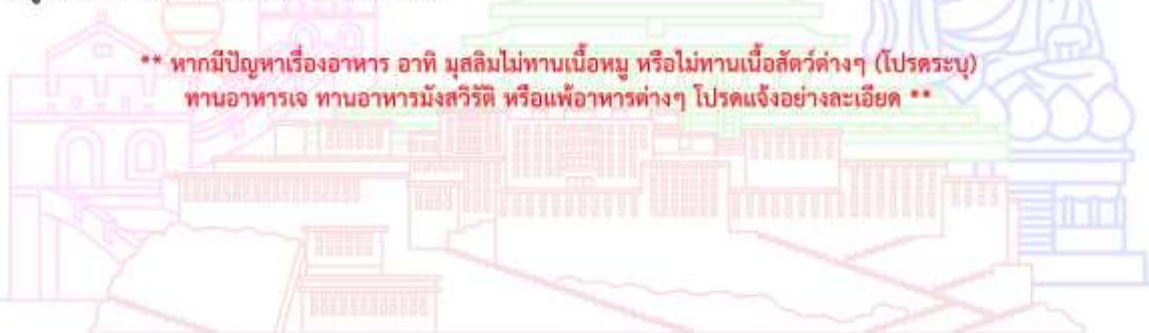 ** หากมีปัญหาเรื่องอาหาร อาทิ มุสลิมไม่ทานเนื้อหมู หรือไม่ทานเนื้อสัตว์ต่างๆ (โปรดระบุ)
ทานอาหารเจ ทานอาหารมังสวิรัติ หรือแพ้อาหารต่างๆ โปรดแจ้งอย่างละเอียด **